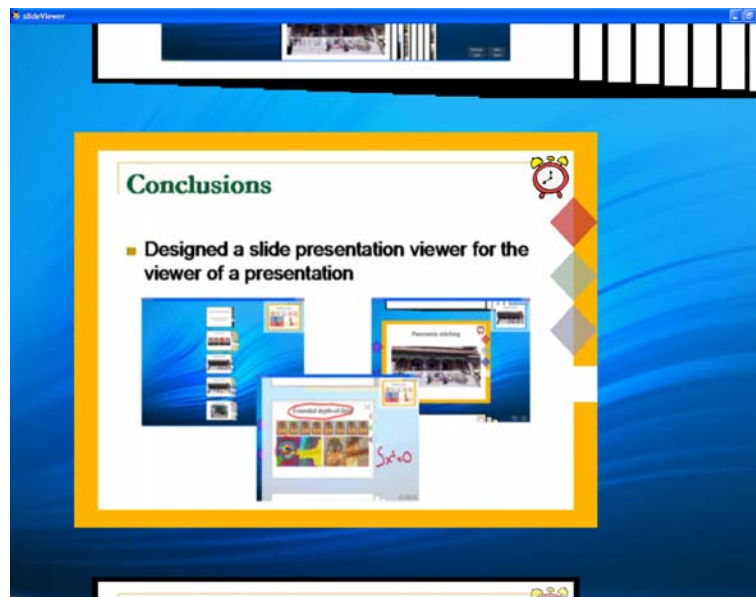 slideViewer
Conclusions
Designed a slide presentation viewer for the
viewer of a presentation
Panoramic stitching
Extended depth-of-field